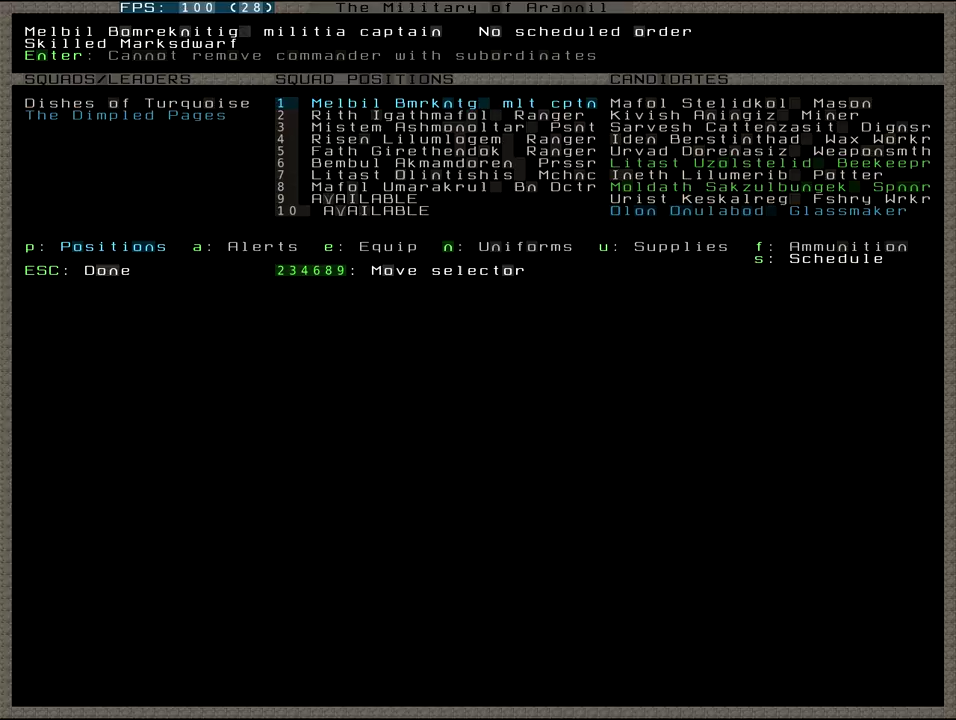 FPS: 100 (28) The Military of Arannil
Melbil Bomreknitig militia captain No scheduled order
Skilled Marksdwarf
Enter: Cannot remove commander with subordinates
SQUADS/LEADERS SQUAD POSITIONS CANDIDATES
Dishes of Turquoise 1 Melbil Bmrkntg mlt cptn Mafol Stelidkol Mason
The Dimpled Pages 2 Rith Igathmafol Ranger Kivish Aningiz Miner
3 Mistem Ashmonoltar Psnt Sarvesh Cattenzasit Dignsr
4 Risen Lilumlogem Ranger Iden Berstinthad Wax Workr
5 Fath Girethendok Ranger Urvad Dorenasiz Weaponsmth
6 Bembul Akmamdoren Prssr Litast Uzolstelid Beekeepr
7 Litast Olintishis Mchnc Ineth Lilumerib Potter
8 Mafol Umarakrul Bn Dctr Moldath Sakzulbungek Spnnr
9 AVAILABLE Urist Keskalreg Fshry Wrkr
10 AVAILABLE Olon Onulabod Glassmaker
p: Positions a: Alerts e: Equip n: Uniforms u: Supplies f: Ammunition
s: Schedule
ESC: Done 234689: Move selector